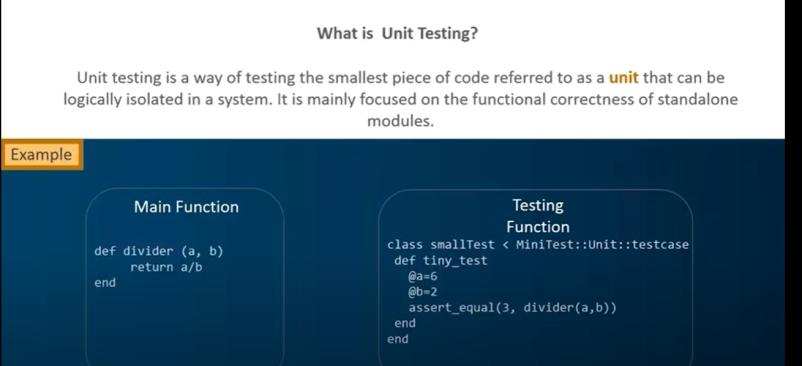 What is Unit Testing?
Unit testing is a way of testing the smallest piece of code referred to as a unit that can be
logically isolated in a system. It is mainly focused on the functional correctness of standalone
modules.
Example
Main Function
def divider (a, b)
return a/b
end
Testing
Function
class smallTest < MiniTest::Unit::testcase
def tiny_test
@a=6
@b=2
assert_equal(3, divider(a,b))
end
end